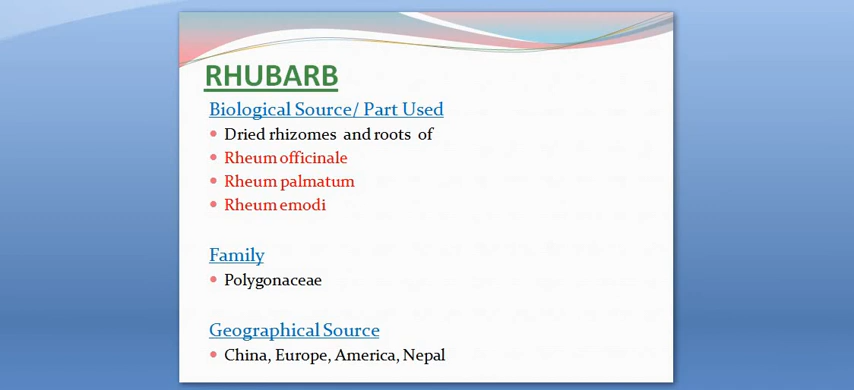 RHUBARB
Biological Source/ Part Used
• Dried rhizomes and roots of
• Rheum officinale
• Rheum palmatum
• Rheum emodi
Family
• Polygonaceae
Geographical Source
• China, Europe, America, Nepal